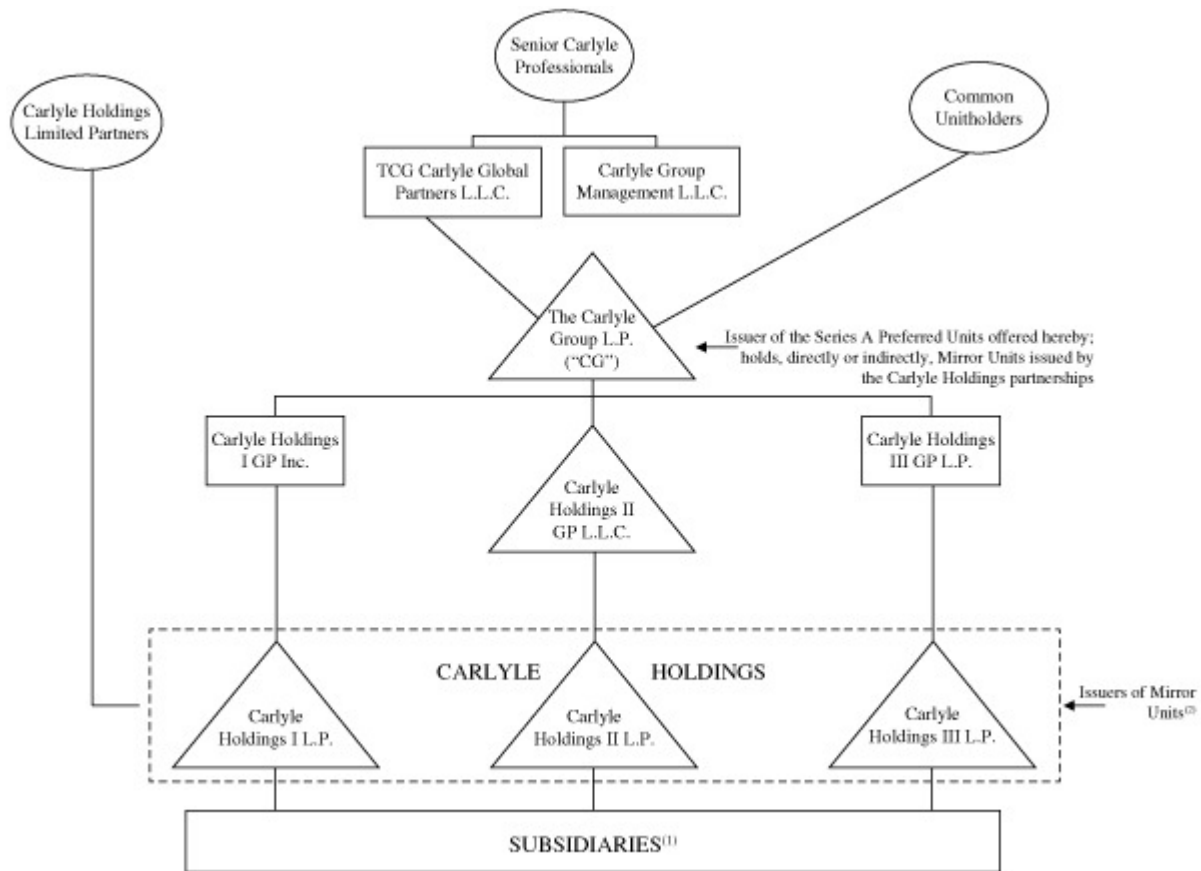 Senior Carlyle
Professionals
Carlyle Holdings
Limited Partners
Common
Unitholders
TCG Carlyle Global
Partners L.L.C.
Carlyle Group
Management L.L.C.
The Carlyle
Group L.P.
(“CG”)
Issuer of the Series A Preferred Units offered hereby;
holds, directly or indirectly, Mirror Units issued by
the Carlyle Holdings partnerships
Carlyle Holdings
I GP Inc.
Carlyle
Holdings II
GP L.L.C.
Carlyle Holdings
III GP L.P.
CARLYLE HOLDINGS
Carlyle
Holdings I L.P.
Carlyle
Holdings II L.P.
Carlyle
Holdings III L.P.
Issuers of Mirror
Units(2)
SUBSIDIARIES(1)